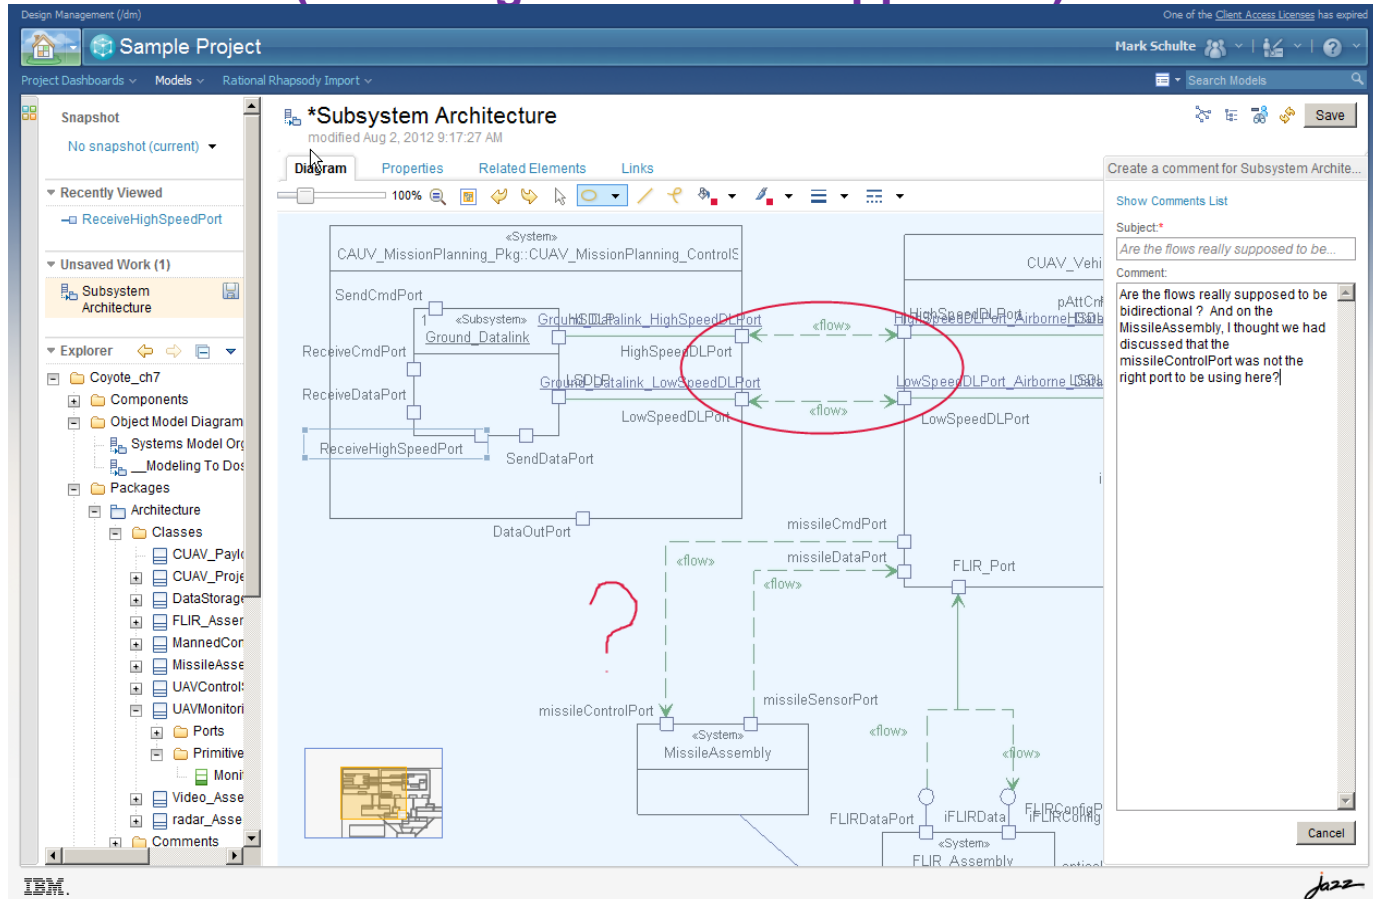 Design Management (/dm)
One of the Client Access Licenses has expired
Sample Project
Mark Schulte
Project Dashboards
Models
Rational Rhapsody Import
Search Models
Snapshot
No snapshot (current)
Recently Viewed
ReceiveHighSpeedPort
Unsaved Work (1)
Subsystem
Architecture
Explorer
Coyote_ch7
Components
Object Model Diagram
Systems Model Org
__Modeling To Dos
Packages
Architecture
Classes
CUAV_Paylo
CUAV_Proje
DataStorage
FLIR_Asser
MannedCor
MissileAsse
UAVControl
UAVMonitori
Ports
Primitive
Moni
Video_Asse
radar_Asse
Comments
*Subsystem Architecture
modified Aug 2, 2012 9:17:27 AM
Save
Diagram
Properties
Related Elements
Links
100%
«System»
CAUV_MissionPlanning_Pkg::CUAV_MissionPlanning_ControlS
SendCmdPort
1
«Subsystem»
Ground_Datalink
ReceiveCmdPort
HighSpeedDLPort
ReceiveDataPort
Ground_Datalink_LowSpeedDLPort
LowSpeedDLPort
ReceiveHighSpeedPort
SendDataPort
DataOutPort
«flow»
«flow»
CUAV_Vehi
LowSpeedDLPort
missileCmdPort
missileDataPort
FLIR_Port
«flow»
«flow»
?
missileControlPort
missileSensorPort
«System»
MissileAssembly
«flow»
«flow»
FLIRDataPort
iFLIRData
«System»
FLIR_Assembly
Create a comment for Subsystem Archite...
Show Comments List
Subject:*
Are the flows really supposed to be...
Comment:
Are the flows really supposed to be
bidirectional ? And on the
MissileAssembly, I thought we had
discussed that the
missileControlPort was not the
right port to be using here?
Cancel
IBM.
jazz